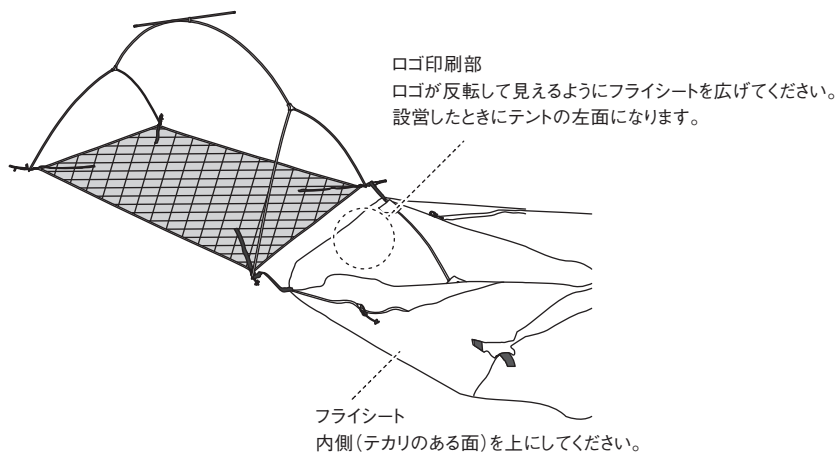 ロゴ印刷部
ロゴが反転して見えるようにフライシートを広げてください。
設営したときにテントの左面になります。
フライシート
内側（テカリのある面）を上にしてください。